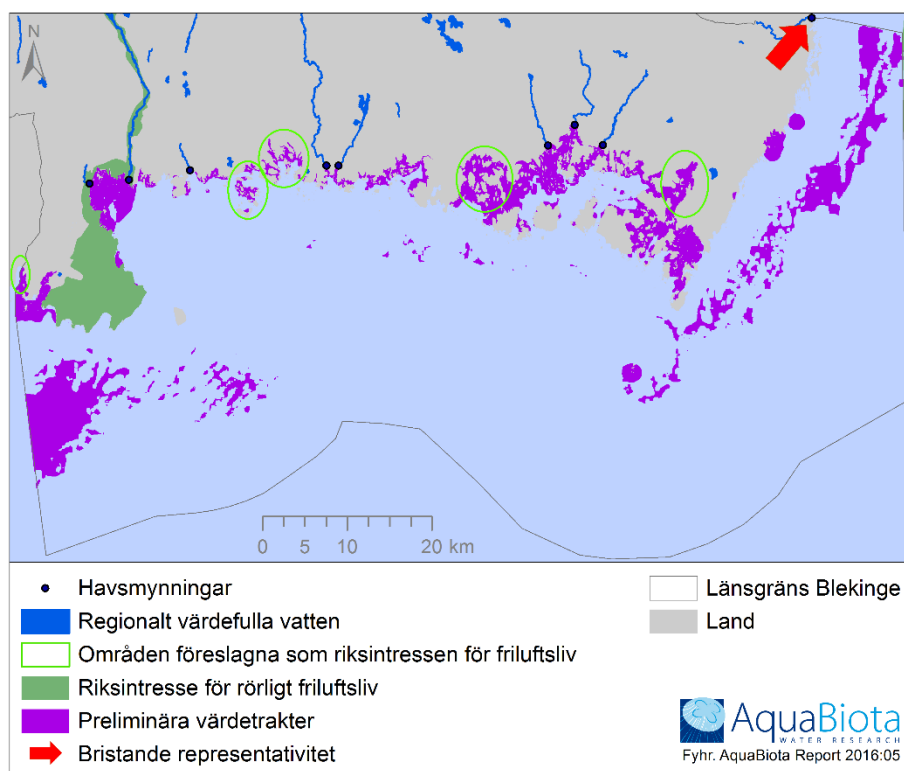 N
0 5 10 20 km
Havsmynningar
Regionalt värdefulla vatten
Områden föreslagna som riksintressen för friluftsliv
Riksintresse för rörligt friluftsliv
Preliminära värdetrakter
Bristande representativitet
Länsgräns Blekinge
Land
AquaBiota
WATER RESEARCH
Fyhr. AquaBiota Report 2016:05